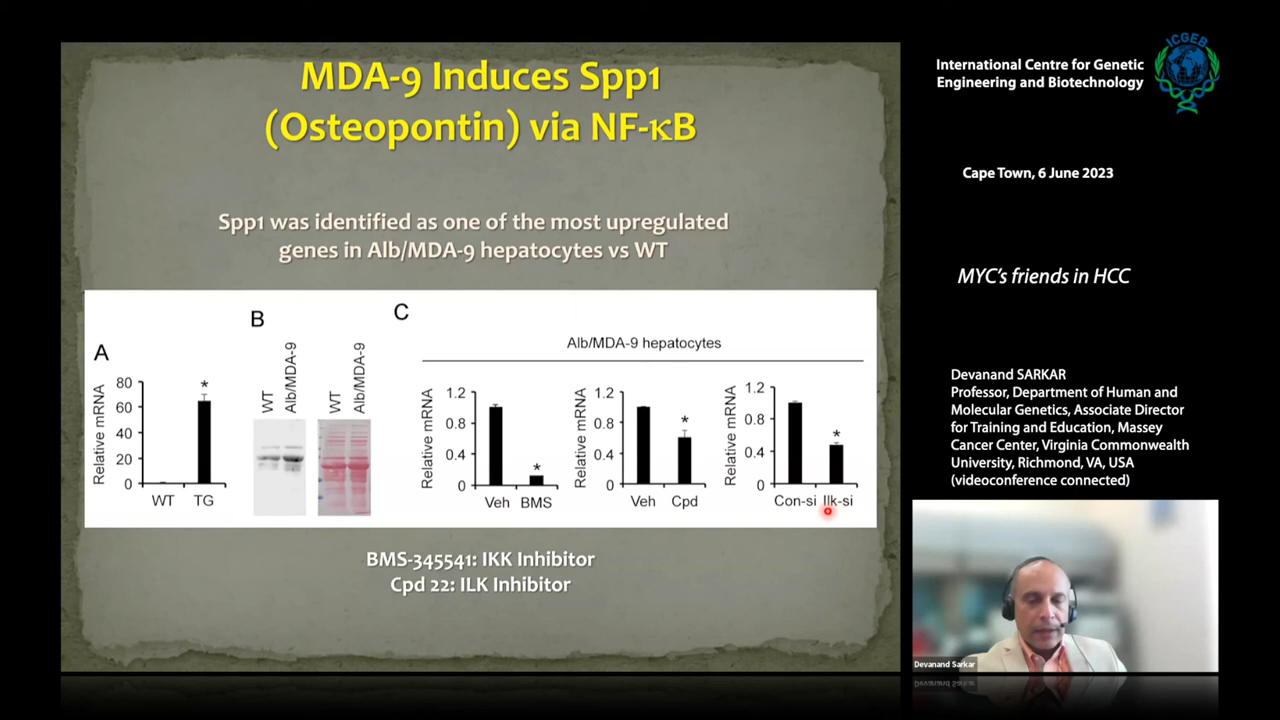 MDA-9 Induces Spp1
(Osteopontin) via NF-κB
Spp1 was identified as one of the most upregulated
genes in Alb/MDA-9 hepatocytes vs WT
A
Relative mRNA
80
60
40
20
0
*
WT
TG
B
WT
Alb/MDA-9
WT
Alb/MDA-9
C
Alb/MDA-9 hepatocytes
Relative mRNA
1.2
0.8
0.4
0
*
Veh
BMS
Relative mRNA
1.2
0.8
0.4
0
*
Veh
Cpd
Relative mRNA
1.2
0.8
0.4
0
*
Con-si
Ilk-si
BMS-345541: IKK Inhibitor
Cpd 22: ILK Inhibitor
International Centre for Genetic
Engineering and Biotechnology
ICGEB
Cape Town, 6 June 2023
MYC's friends in HCC
Devanand SARKAR
Professor, Department of Human and
Molecular Genetics, Associate Director
for Training and Education, Massey
Cancer Center, Virginia Commonwealth
University, Richmond, VA, USA
(videoconference connected)
Devanand Sarkar